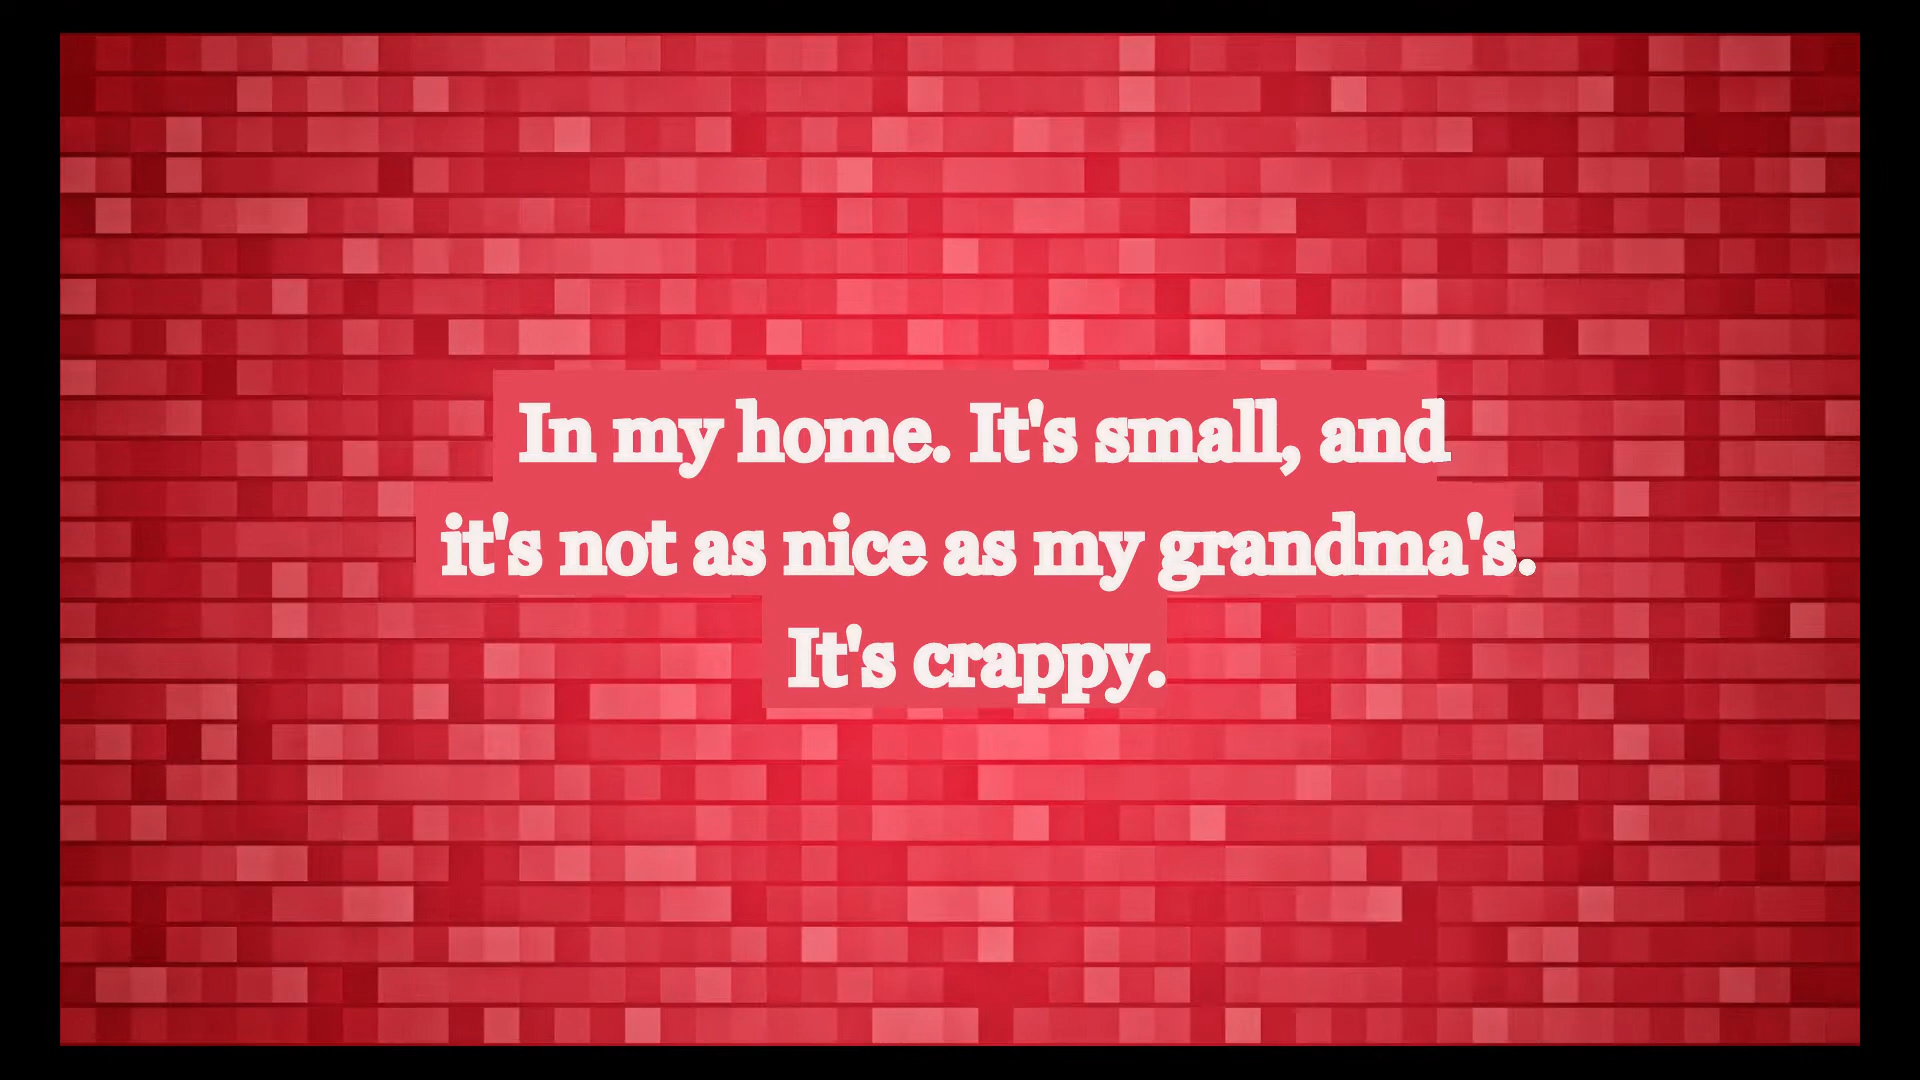 In my home. It's small, and
it's not as nice as my grandma's.
It's crappy.